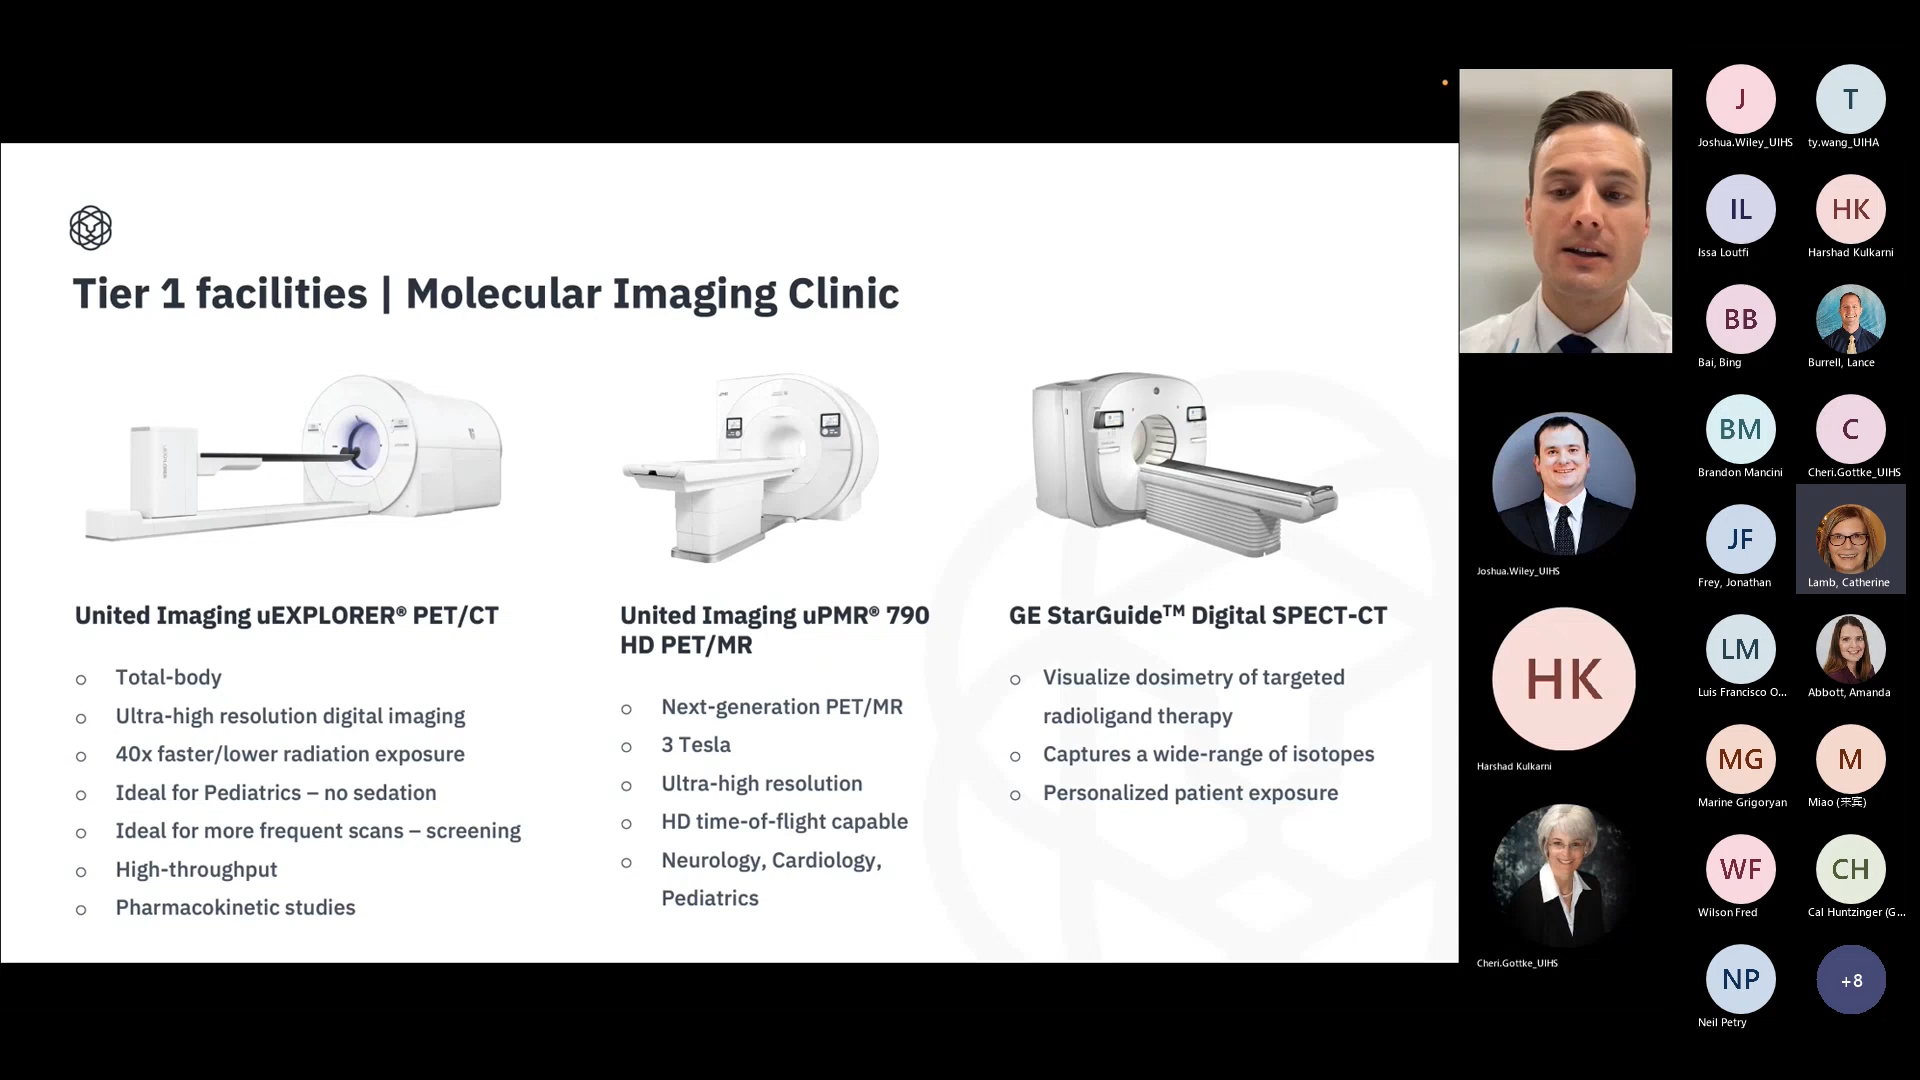 Tier 1 facilities | Molecular Imaging Clinic
United Imaging uEXPLORER® PET/CT
Total-body
Ultra-high resolution digital imaging
40x faster/lower radiation exposure
Ideal for Pediatrics – no sedation
Ideal for more frequent scans – screening
High-throughput
Pharmacokinetic studies
United Imaging uPMR® 790
HD PET/MR
Next-generation PET/MR
3 Tesla
Ultra-high resolution
HD time-of-flight capable
Neurology, Cardiology,
Pediatrics
GE StarGuide™ Digital SPECT-CT
Visualize dosimetry of targeted
radioligand therapy
Captures a wide-range of isotopes
Personalized patient exposure
Joshua.Wiley_UIHS
HK
Harshad Kulkarni
Cheri.Gottke_UIHS
J
Joshua.Wiley_UIHS
T
ty.wang_UIHA
IL
Issa Loutfi
HK
Harshad Kulkarni
BB
Bai, Bing
Burrell, Lance
BM
Brandon Mancini
C
Cheri.Gottke_UIHS
JF
Frey, Jonathan
Lamb, Catherine
LM
Luis Francisco O...
Abbott, Amanda
MG
Marine Grigoryan
M
Miao (来宾)
WF
Wilson Fred
CH
Cal Huntzinger (G...
NP
Neil Petry
+8